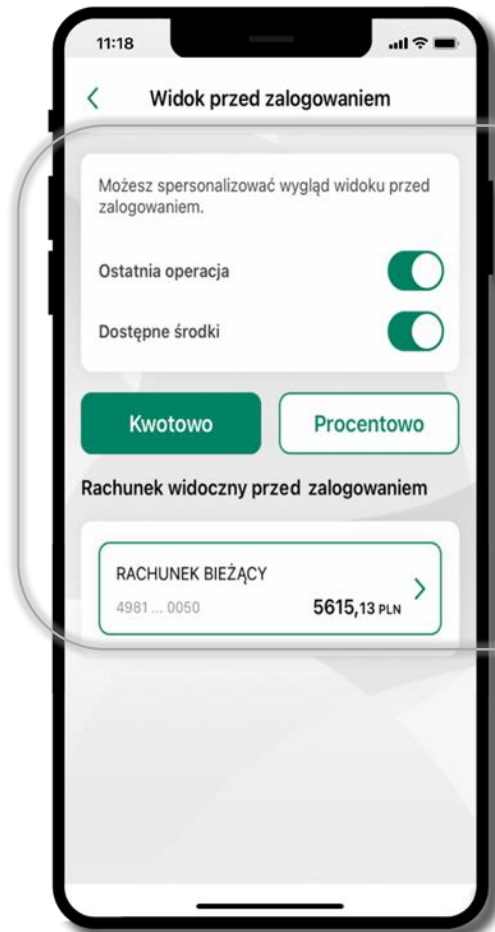 11:18
Widok przed zalogowaniem
Możesz spersonalizować wygląd widoku przed
zalogowaniem.
Ostatnia operacja
Dostępne środki
Kwotowo
Procentowo
Rachunek widoczny przed zalogowaniem
RACHUNEK BIEŻĄCY
4981 ... 0050
5615,13 PLN